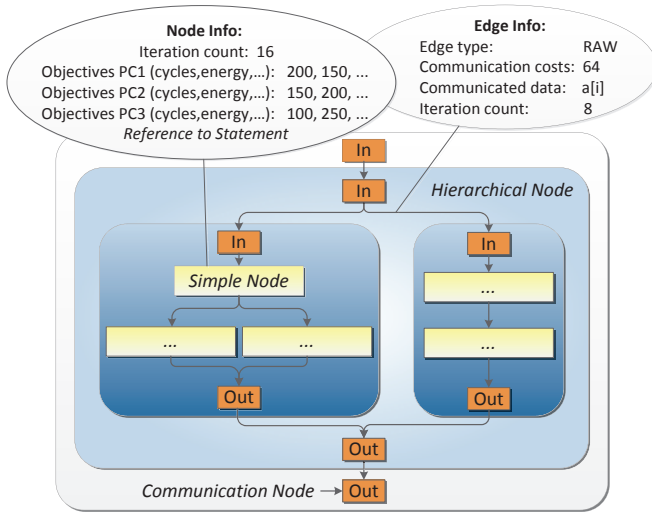 Node Info:
Iteration count: 16
Objectives PC1 (cycles,energy,...): 200, 150, ...
Objectives PC2 (cycles,energy,...): 150, 200, ...
Objectives PC3 (cycles,energy,...): 100, 250, ...
Reference to Statement
Edge Info:
Edge type: RAW
Communication costs: 64
Communicated data: a[i]
Iteration count: 8
In
In
Hierarchical Node
In
In
Simple Node
...
... ...
...
Out
Out
Out
Communication Node
Out